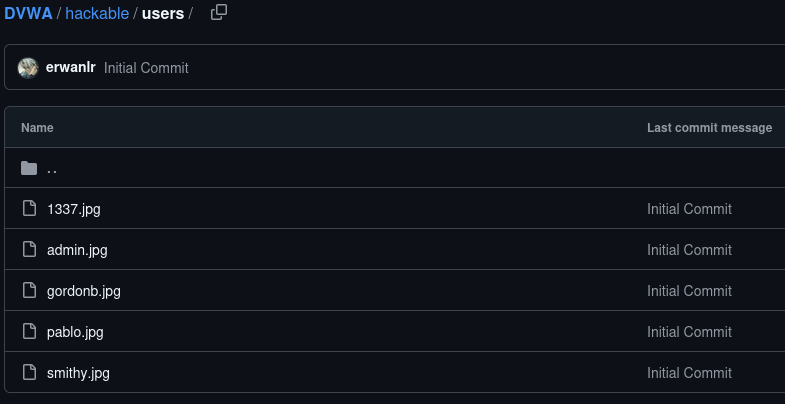 DVWA / hackable / users /
erwanlr Initial Commit
Name Last commit message
..
1337.jpg Initial Commit
admin.jpg Initial Commit
gordonb.jpg Initial Commit
pablo.jpg Initial Commit
smithy.jpg Initial Commit